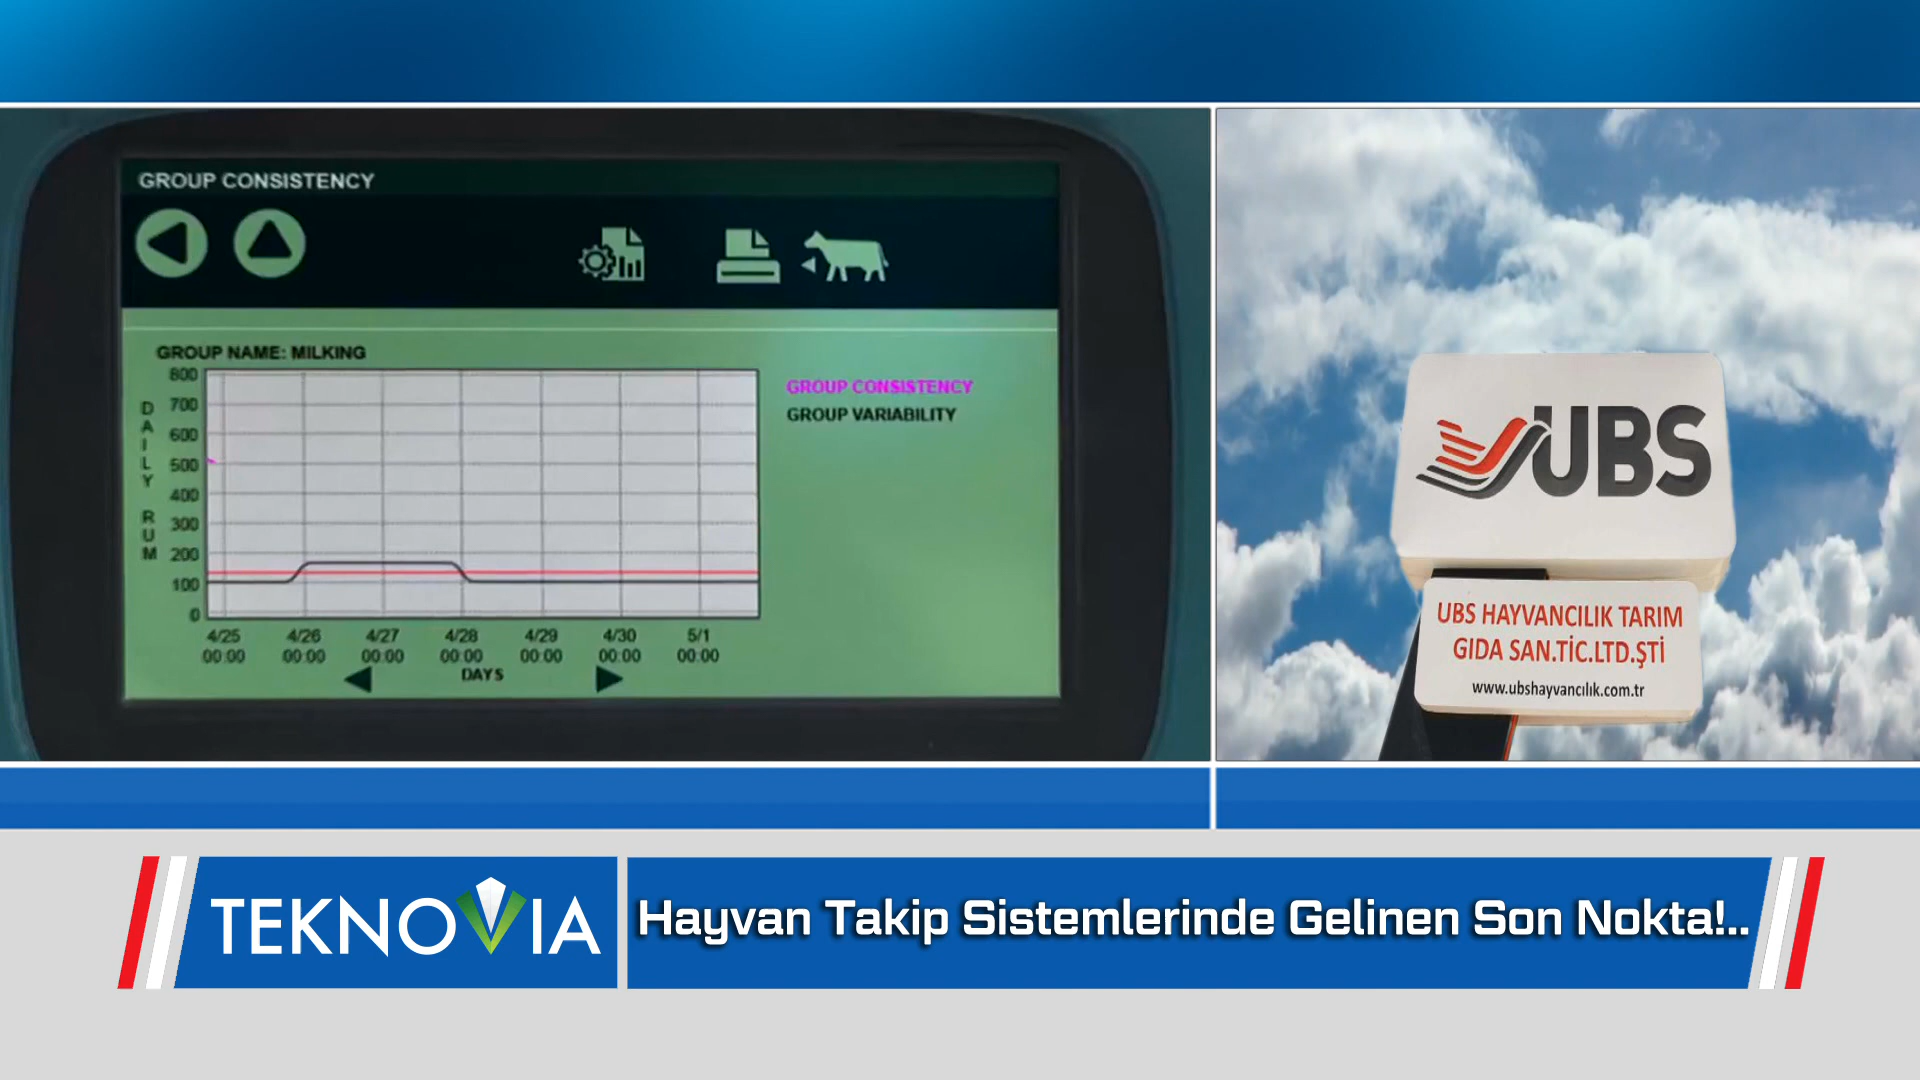 GROUP CONSISTENCY
GROUP NAME: MILKING
GROUP CONSISTENCY
GROUP VARIABILITY
DAILY RUM
800
700
600
500
400
300
200
100
0
4/25 4/26 4/27 4/28 4/29 4/30 5/1
00:00 00:00 00:00 00:00 00:00 00:00 00:00
DAYS
UBS
UBS HAYVANCILIK TARIM
GIDA SAN.TİC.LTD.ŞTİ
www.ubshayvancılık.com.tr
TEKNOVIA
Hayvan Takip Sistemlerinde Gelinen Son Nokta!..